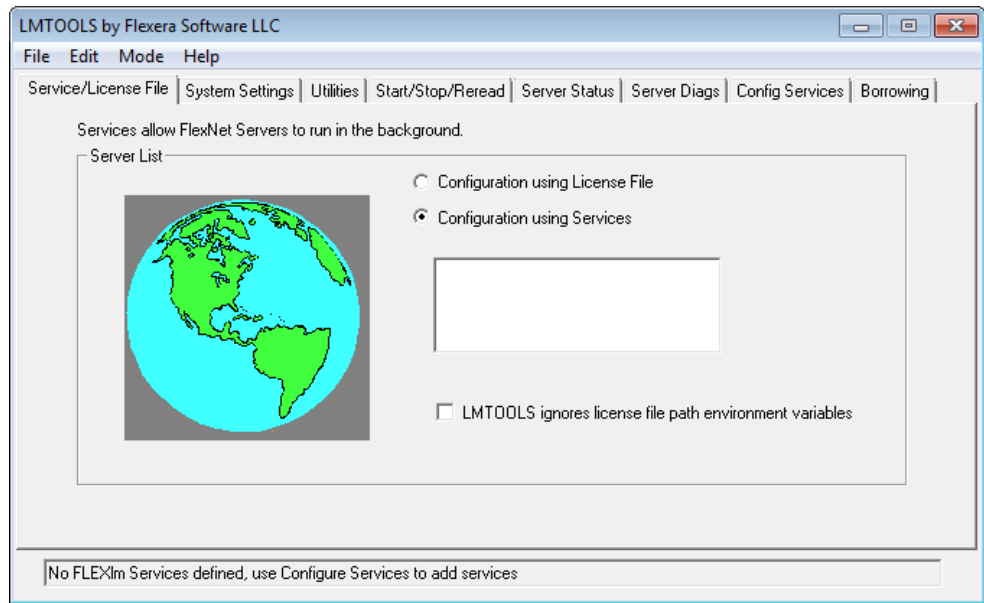 LMTOOLS by Flexera Software LLC
File Edit Mode Help
Service/License File System Settings Utilities Start/Stop/Reread Server Status Server Diags Config Services Borrowing
Services allow FlexNet Servers to run in the background.
Server List
Configuration using License File
Configuration using Services
LMTOOLS ignores license file path environment variables
No FLEXlm Services defined, use Configure Services to add services